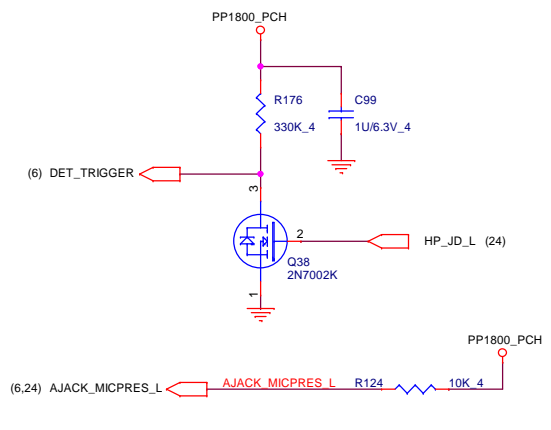 PP1800_PCH
R176
330K_4
C99
1U/6.3V_4
(6) DET_TRIGGER
3
2
HP_JD_L (24)
Q38
2N7002K
1
PP1800_PCH
(6,24) AJACK_MICPRES_L
AJACK_MICPRES_L
R124
10K_4